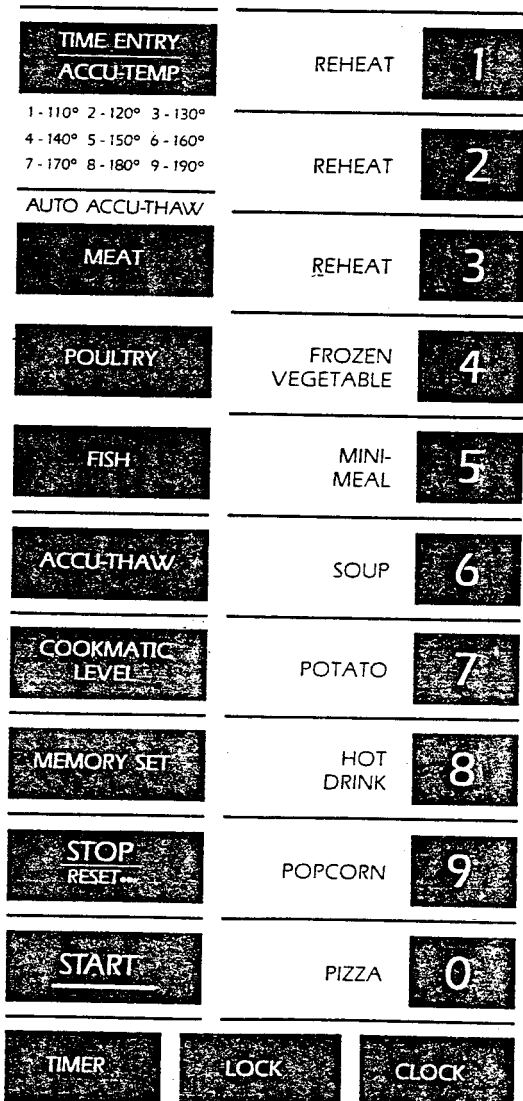 TIME ENTRY
ACCU-TEMP
1 - 110° 2 - 120° 3 - 130°
4 - 140° 5 - 150° 6 - 160°
7 - 170° 8 - 180° 9 - 190°
AUTO ACCU-THAW
MEAT
POULTRY
FISH
ACCU-THAW
COOKMATIC
LEVEL
MEMORY SET
STOP
RESET••
START
REHEAT 1
REHEAT 2
REHEAT 3
FROZEN
VEGETABLE 4
MINI-
MEAL 5
SOUP 6
POTATO 7
HOT
DRINK 8
POPCORN 9
PIZZA 0
TIMER LOCK CLOCK